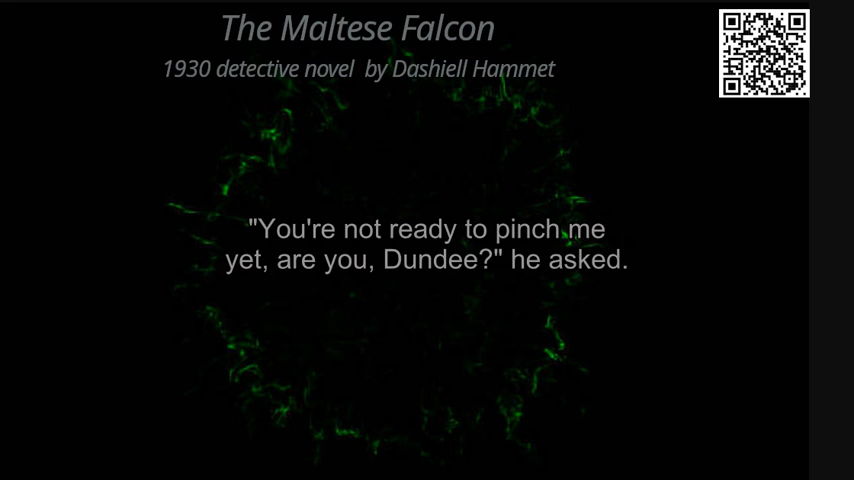 The Maltese Falcon
1930 detective novel by Dashiell Hammet
"You're not ready to pinch me
yet, are you, Dundee?" he asked.